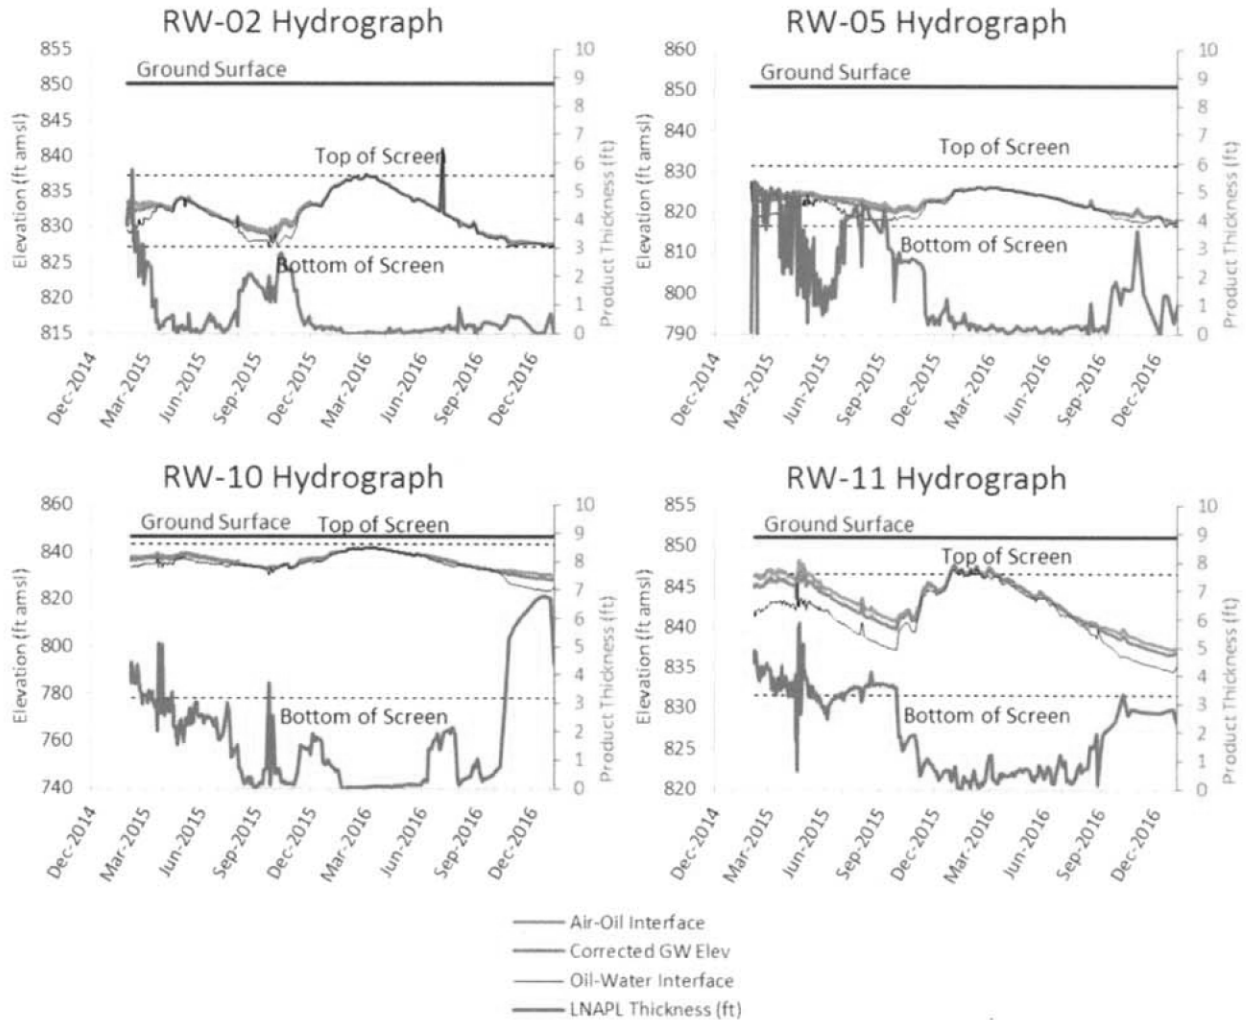 RW-02 Hydrograph
855
850
845
840
835
830
825
820
815
Elevation (ft amsl)
Ground Surface
Top of Screen
Bottom of Screen
10
9
8
7
6
5
4
3
2
1
0
Product Thickness (ft)
Dec-2014
Mar-2015
Jun-2015
Sep-2015
Dec-2015
Mar-2016
Jun-2016
Sep-2016
Dec-2016
RW-05 Hydrograph
860
850
840
830
820
810
800
790
Elevation (ft amsl)
Ground Surface
Top of Screen
Bottom of Screen
10
9
8
7
6
5
4
3
2
1
0
Product Thickness (ft)
Dec-2014
Mar-2015
Jun-2015
Sep-2015
Dec-2015
Mar-2016
Jun-2016
Sep-2016
Dec-2016
RW-10 Hydrograph
860
840
820
800
780
760
740
Elevation (ft amsl)
Ground Surface
Top of Screen
Bottom of Screen
10
9
8
7
6
5
4
3
2
1
0
Product Thickness (ft)
Dec-2014
Mar-2015
Jun-2015
Sep-2015
Dec-2015
Mar-2016
Jun-2016
Sep-2016
Dec-2016
RW-11 Hydrograph
855
850
845
840
835
830
825
820
Elevation (ft amsl)
Ground Surface
Top of Screen
Bottom of Screen
10
9
8
7
6
5
4
3
2
1
0
Product Thickness (ft)
Dec-2014
Mar-2015
Jun-2015
Sep-2015
Dec-2015
Mar-2016
Jun-2016
Sep-2016
Dec-2016
Air-Oil Interface
Corrected GW Elev
Oil-Water Interface
LNAPL Thickness (ft)